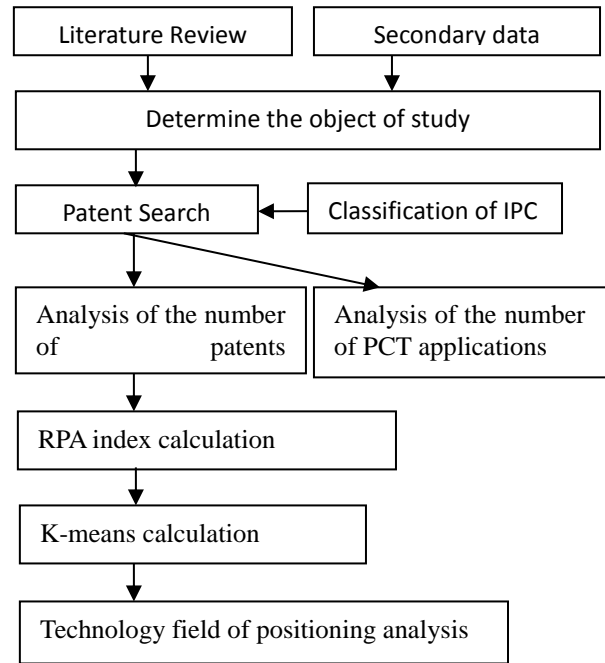 Literature Review
Secondary data
Determine the object of study
Patent Search
Classification of IPC
Analysis of the number
of patents
Analysis of the number
of PCT applications
RPA index calculation
K-means calculation
Technology field of positioning analysis